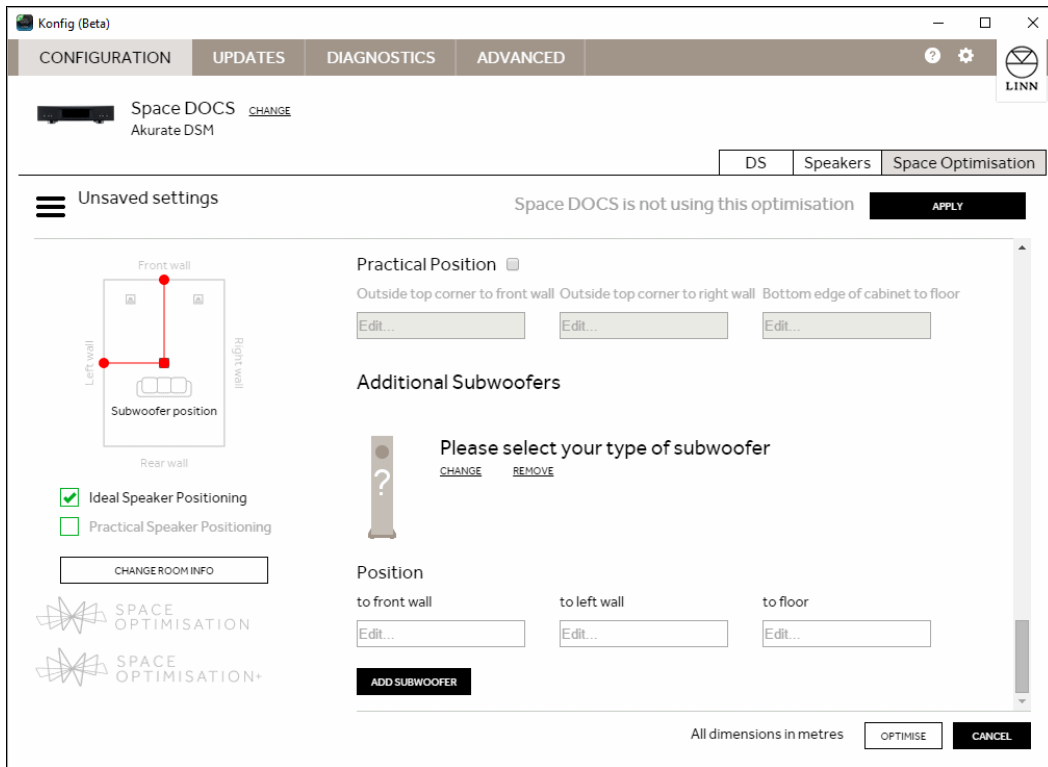 Konfig (Beta)
CONFIGURATION UPDATES DIAGNOSTICS ADVANCED
LINN
Space DOCS CHANGE
Akurate DSM
DS Speakers Space Optimisation
Unsaved settings
Space DOCS is not using this optimisation APPLY
Front wall
Left wall
Right wall
Subwoofer position
Rear wall
Ideal Speaker Positioning
Practical Speaker Positioning
CHANGE ROOM INFO
SPACE
OPTIMISATION
SPACE
OPTIMISATION+
Practical Position
Outside top corner to front wall Outside top corner to right wall Bottom edge of cabinet to floor
Edit... Edit... Edit...
Additional Subwoofers
?
Please select your type of subwoofer
CHANGE REMOVE
Position
to front wall to left wall to floor
Edit... Edit... Edit...
ADD SUBWOOFER
All dimensions in metres OPTIMISE CANCEL